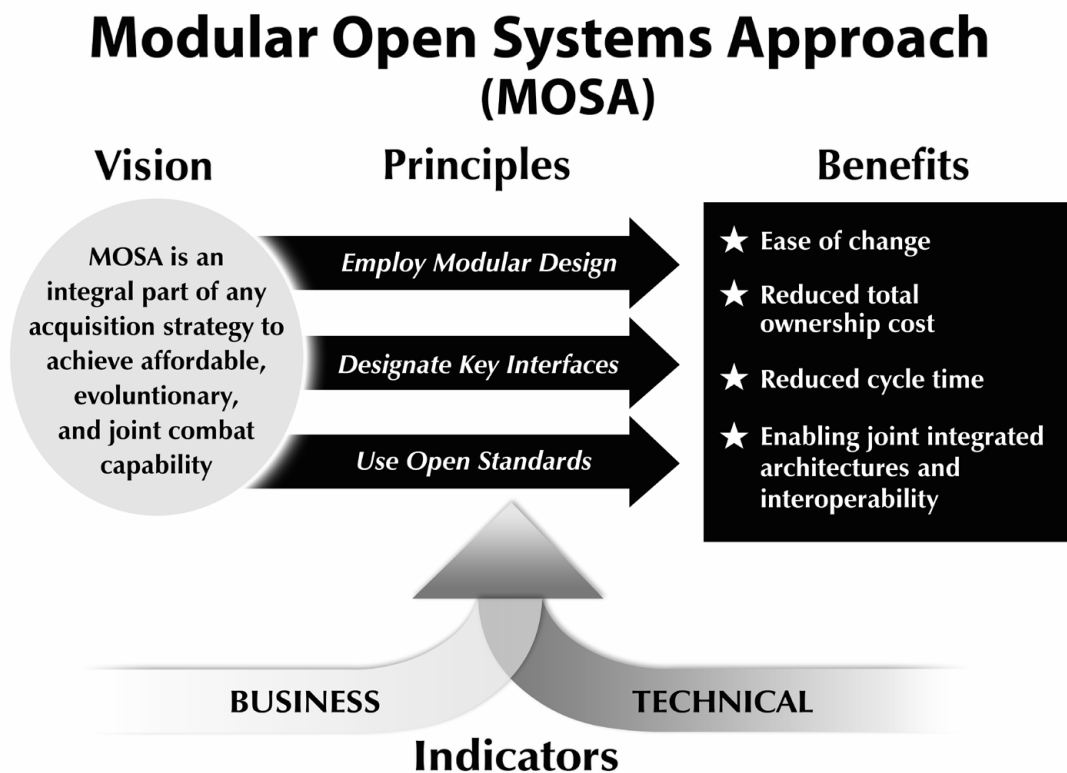 Modular Open Systems Approach
(MOSA)
Vision
Principles
Benefits
MOSA is an
integral part of any
acquisition strategy to
achieve affordable,
evoluntionary,
and joint combat
capability
Employ Modular Design
Designate Key Interfaces
Use Open Standards
★ Ease of change
★ Reduced total
ownership cost
★ Reduced cycle time
★ Enabling joint integrated
architectures and
interoperability
BUSINESS
TECHNICAL
Indicators